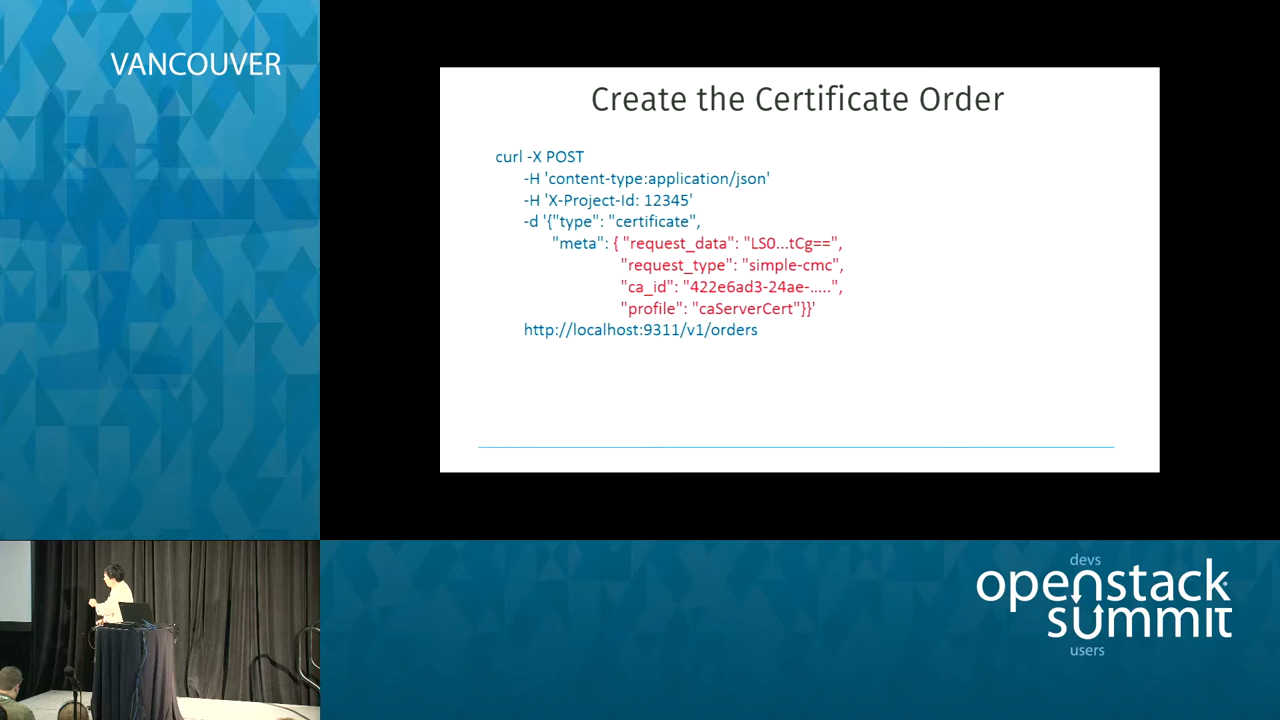 VANCOUVER
Create the Certificate Order
curl -X POST
-H 'content-type:application/json'
-H 'X-Project-Id: 12345'
-d '{"type": "certificate",
"meta": { "request_data": "LS0...tCg==",
"request_type": "simple-cmc",
"ca_id": "422e6ad3-24ae-…..",
"profile": "caServerCert"}}'
http://localhost:9311/v1/orders
devs
openstack
summit
users